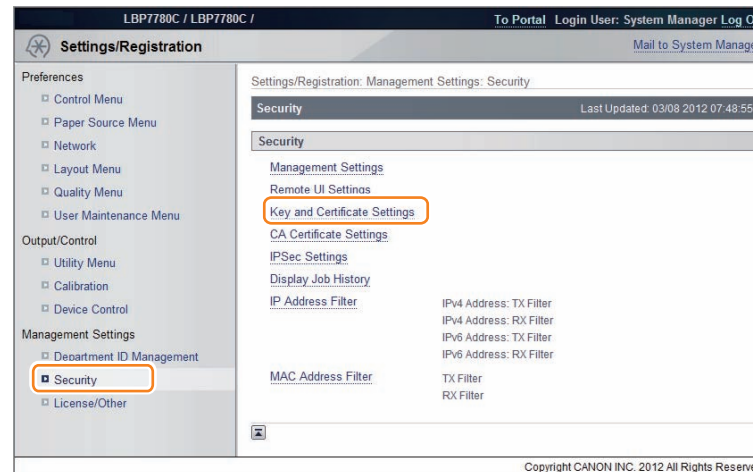 LBP7780C / LBP7780C /
To Portal Login User: System Manager Log O
Settings/Registration
Mail to System Manage
Preferences
Control Menu
Paper Source Menu
Network
Layout Menu
Quality Menu
User Maintenance Menu
Output/Control
Utility Menu
Calibration
Device Control
Management Settings
Department ID Management
Security
License/Other
Settings/Registration: Management Settings: Security
Security Last Updated: 03/08 2012 07:48:55
Security
Management Settings
Remote UI Settings
Key and Certificate Settings
CA Certificate Settings
IPSec Settings
Display Job History
IP Address Filter IPv4 Address: TX Filter
IPv4 Address: RX Filter
IPv6 Address: TX Filter
IPv6 Address: RX Filter
MAC Address Filter TX Filter
RX Filter
Copyright CANON INC. 2012 All Rights Reserve